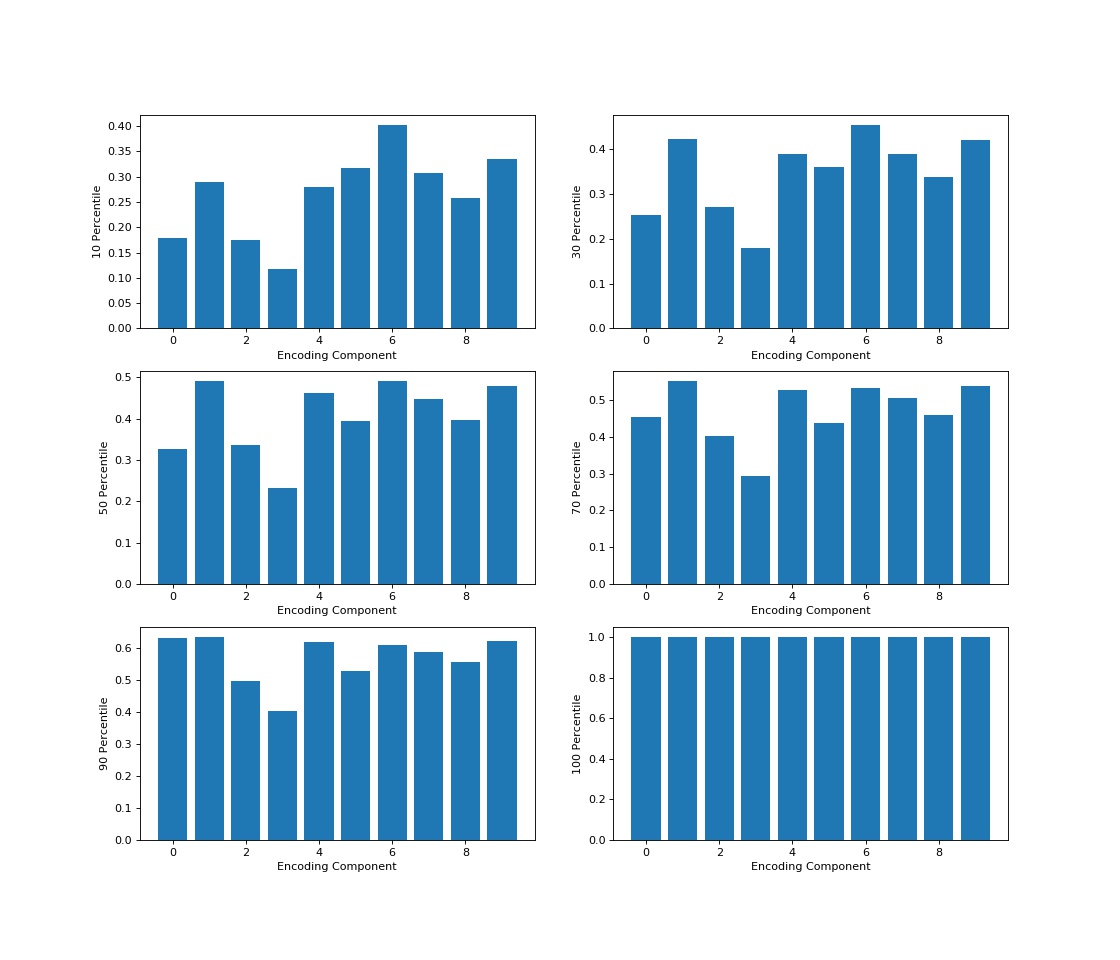 0.40
0.35
0.30
0.25
0.20
0.15
0.10
0.05
0.00
10 Percentile
0 2 4 6 8
Encoding Component
0.4
0.3
0.2
0.1
0.0
30 Percentile
0 2 4 6 8
Encoding Component
0.5
0.4
0.3
0.2
0.1
0.0
50 Percentile
0 2 4 6 8
Encoding Component
0.5
0.4
0.3
0.2
0.1
0.0
70 Percentile
0 2 4 6 8
Encoding Component
0.6
0.5
0.4
0.3
0.2
0.1
0.0
90 Percentile
0 2 4 6 8
Encoding Component
1.0
0.8
0.6
0.4
0.2
0.0
100 Percentile
0 2 4 6 8
Encoding Component